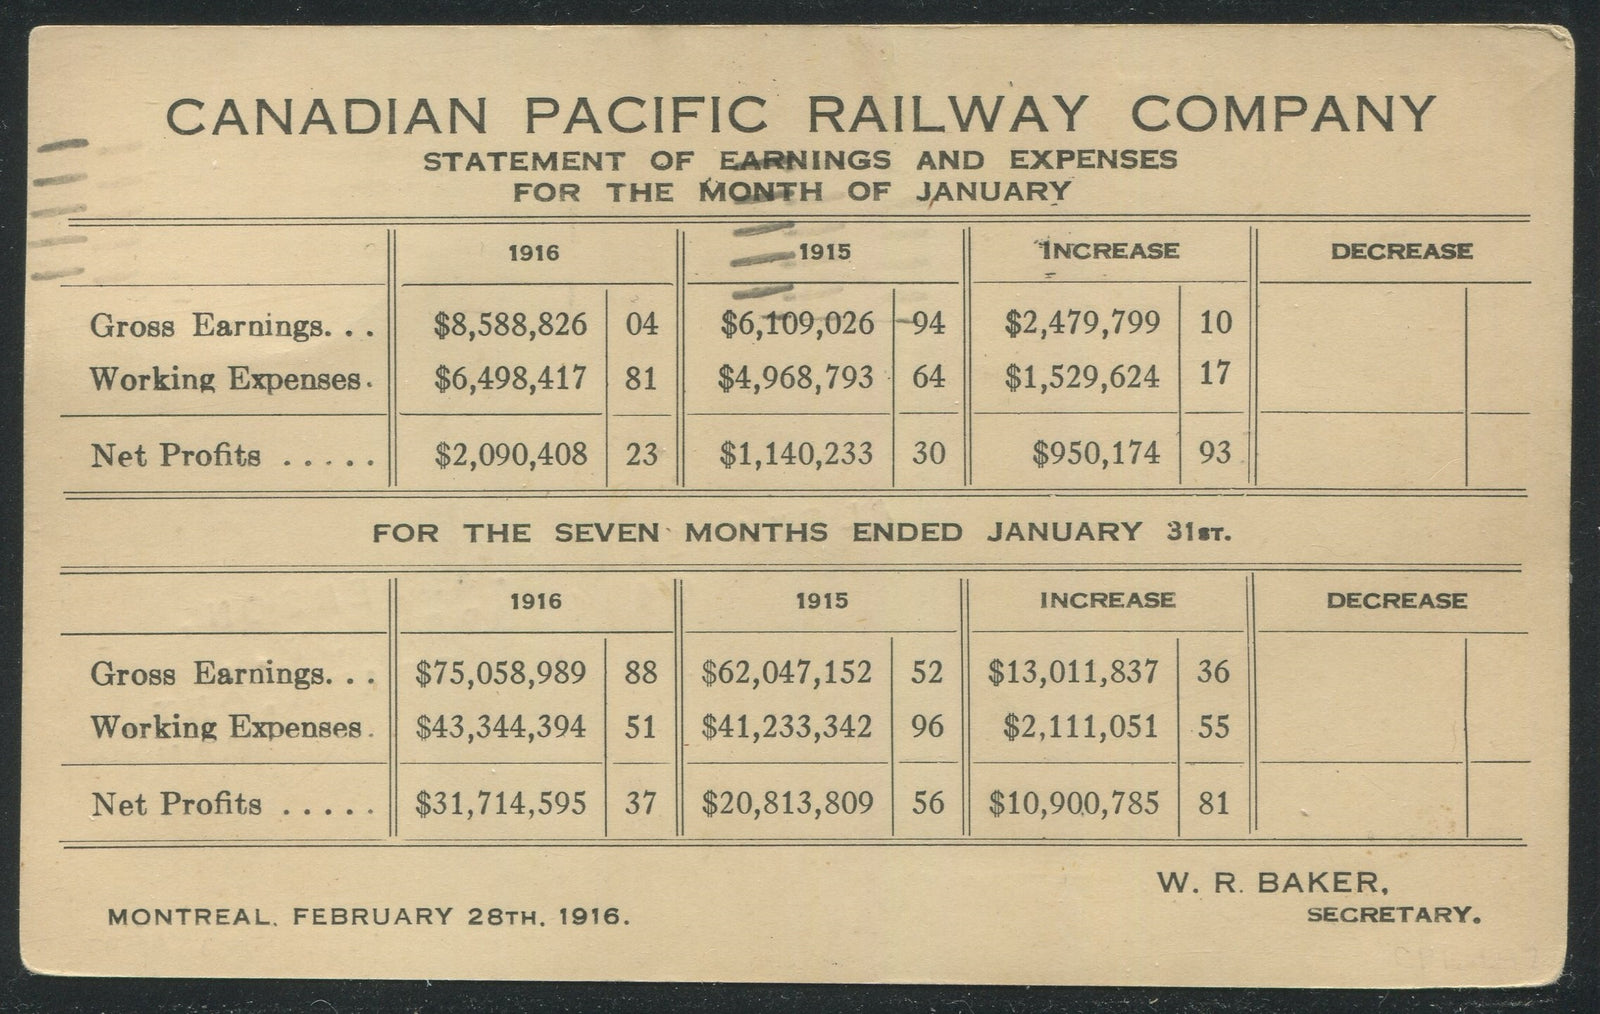 CANADIAN PACIFIC RAILWAY COMPANY
STATEMENT OF EARNINGS AND EXPENSES
FOR THE MONTH OF JANUARY
1916 1915 INCREASE DECREASE
Gross Earnings. . . $8,588,826 04 $6,109,026 94 $2,479,799 10
Working Expenses. $6,498,417 81 $4,968,793 64 $1,529,624 17
Net Profits . . . . . $2,090,408 23 $1,140,233 30 $950,174 93
FOR THE SEVEN MONTHS ENDED JANUARY 31ST.
1916 1915 INCREASE DECREASE
Gross Earnings. . . $75,058,989 88 $62,047,152 52 $13,011,837 36
Working Expenses. $43,344,394 51 $41,233,342 96 $2,111,051 55
Net Profits . . . . . $31,714,595 37 $20,813,809 56 $10,900,785 81
W. R. BAKER,
MONTREAL, FEBRUARY 28TH, 1916. SECRETARY.